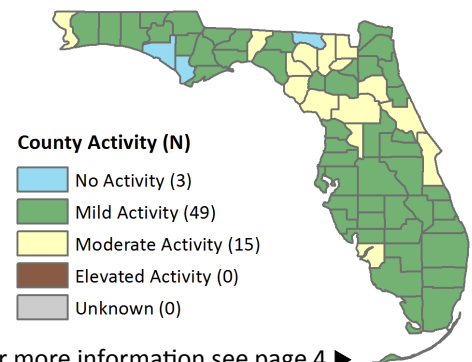 County Activity (N)
No Activity (3)
Mild Activity (49)
Moderate Activity (15)
Elevated Activity (0)
Unknown (0)
r more information see page 4 ▶